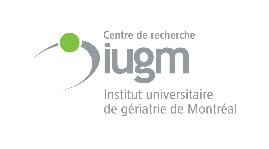 Centre de recherche
iugm
Institut universitaire
de gériatrie de Montréal